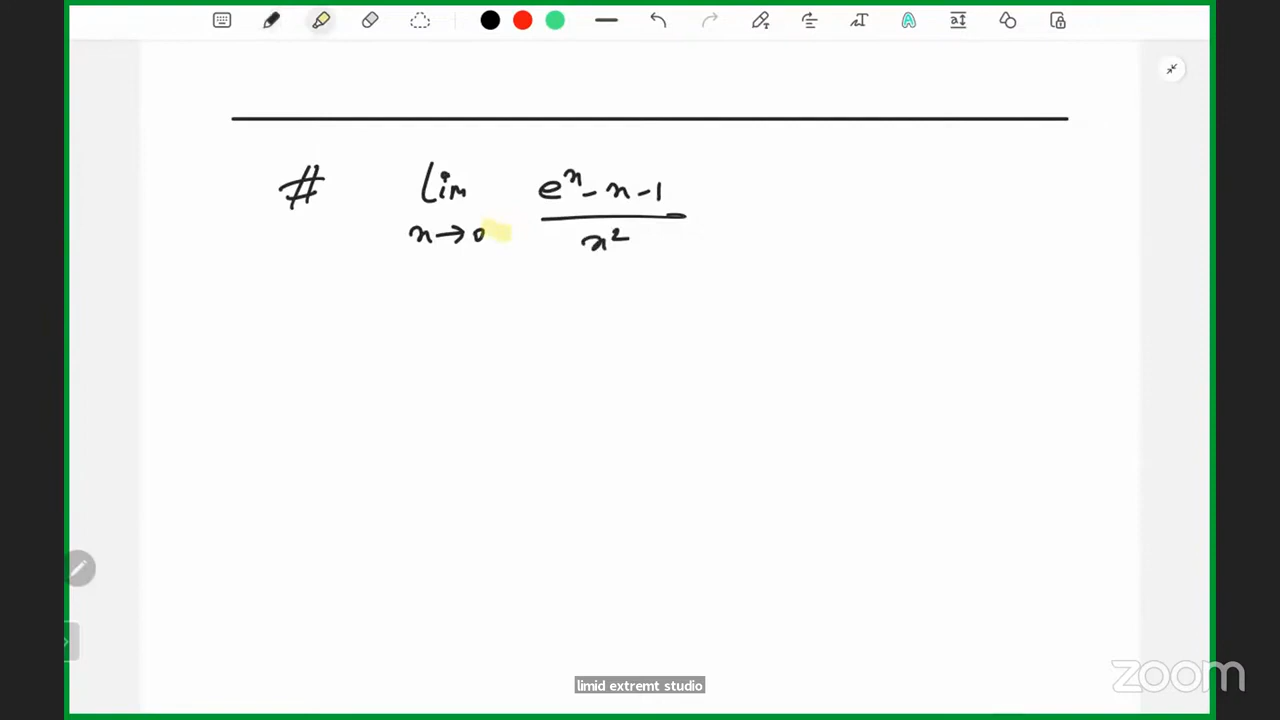 # lim x→0 (e^x - x - 1)/x^2
limid extremt studio
zoom